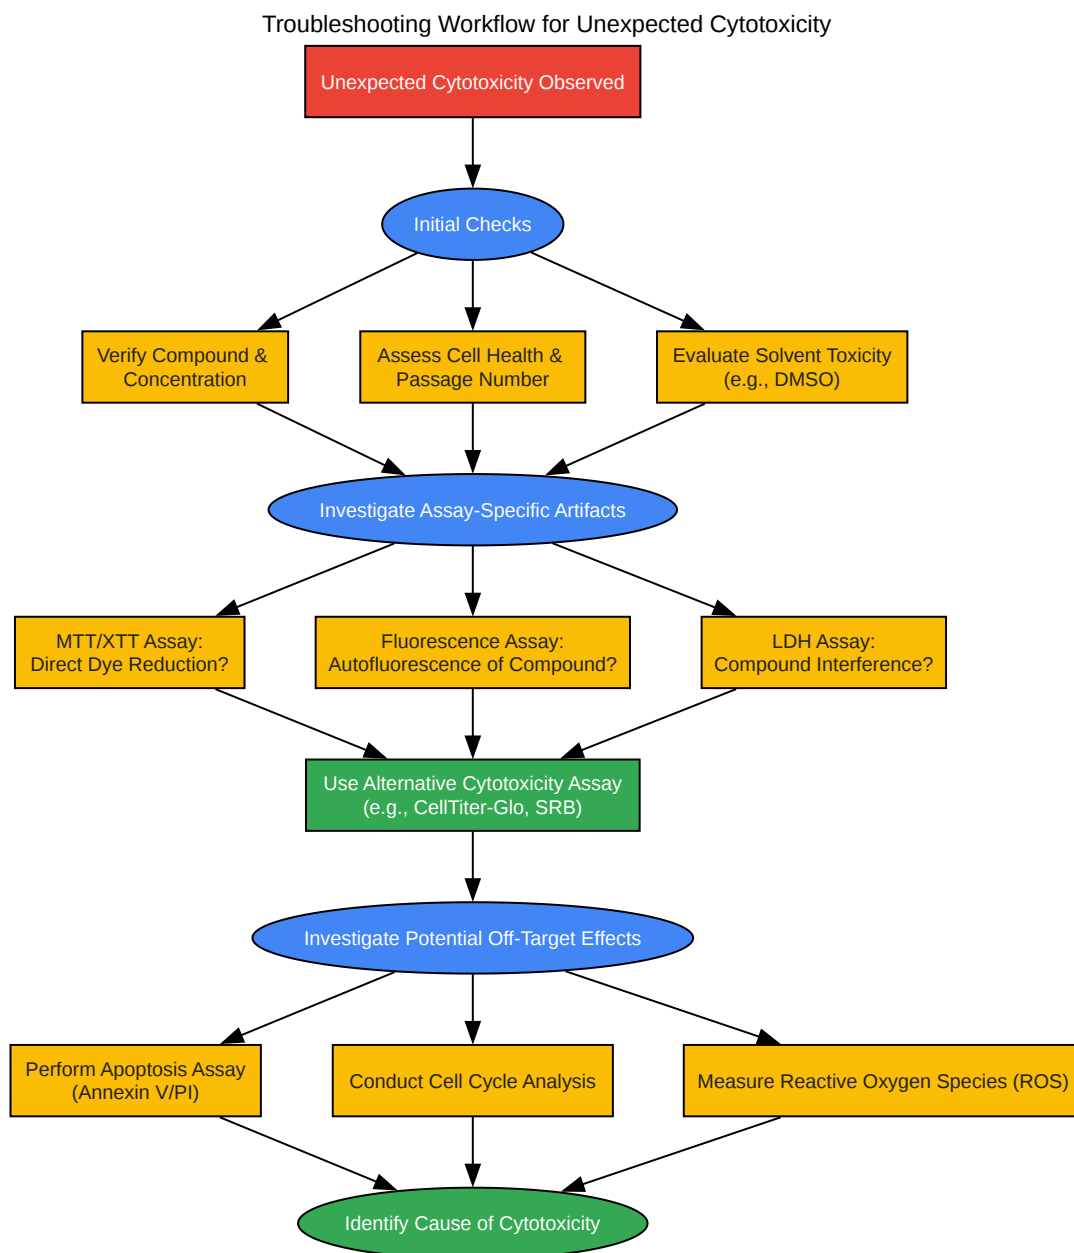 Troubleshooting Workflow for Unexpected Cytotoxicity
Unexpected Cytotoxicity Observed
Initial Checks
Verify Compound &
Concentration
Assess Cell Health &
Passage Number
Evaluate Solvent Toxicity
(e.g., DMSO)
Investigate Assay-Specific Artifacts
MTT/XTT Assay:
Direct Dye Reduction?
Fluorescence Assay:
Autofluorescence of Compound?
LDH Assay:
Compound Interference?
Use Alternative Cytotoxicity Assay
(e.g., CellTiter-Glo, SRB)
Investigate Potential Off-Target Effects
Perform Apoptosis Assay
(Annexin V/PI)
Conduct Cell Cycle Analysis
Measure Reactive Oxygen Species (ROS)
Identify Cause of Cytotoxicity